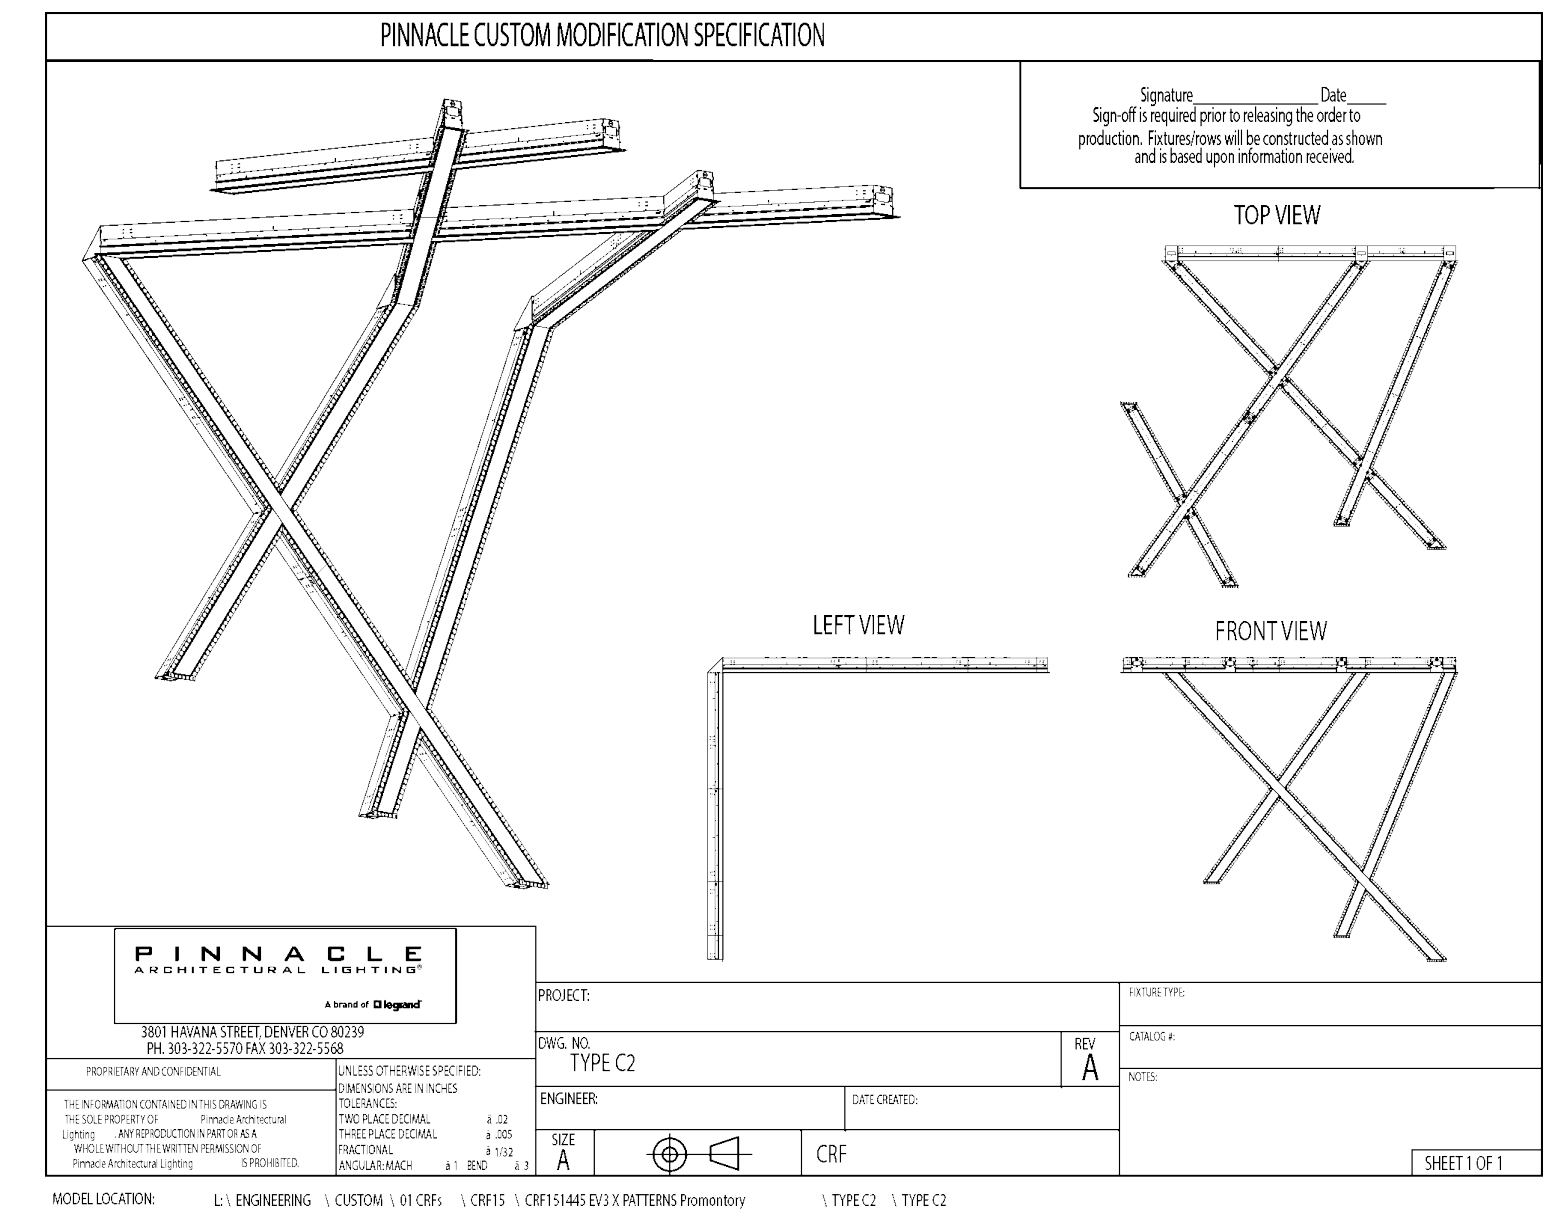 PINNACLE CUSTOM MODIFICATION SPECIFICATION
Signature________________ Date_____
Sign-off is required prior to releasing the order to
production. Fixtures/rows will be constructed as shown
and is based upon information received.
TOP VIEW
LEFT VIEW
FRONT VIEW
PINNACLE
ARCHITECTURAL LIGHTING®
A brand of legrand
3801 HAVANA STREET, DENVER CO 80239
PH. 303-322-5570 FAX 303-322-5568
PROPRIETARY AND CONFIDENTIAL
THE INFORMATION CONTAINED IN THIS DRAWING IS
THE SOLE PROPERTY OF Pinnacle Architectural
Lighting . ANY REPRODUCTION IN PART OR AS A
WHOLE WITHOUT THE WRITTEN PERMISSION OF
Pinnacle Architectural Lighting IS PROHIBITED.
UNLESS OTHERWISE SPECIFIED:
DIMENSIONS ARE IN INCHES
TOLERANCES:
TWO PLACE DECIMAL â .02
THREE PLACE DECIMAL â .005
FRACTIONAL â 1/32
ANGULAR: MACH â 1 BEND â 3
PROJECT:
DWG. NO.
TYPE C2
REV
A
ENGINEER:
DATE CREATED:
SIZE
A
CRF
FIXTURE TYPE:
CATALOG #:
NOTES:
SHEET 1 OF 1
MODEL LOCATION: L: \ ENGINEERING \ CUSTOM \ 01 CRFs \ CRF15 \ CRF151445 EV3 X PATTERNS Promontory \ TYPE C2 \ TYPE C2